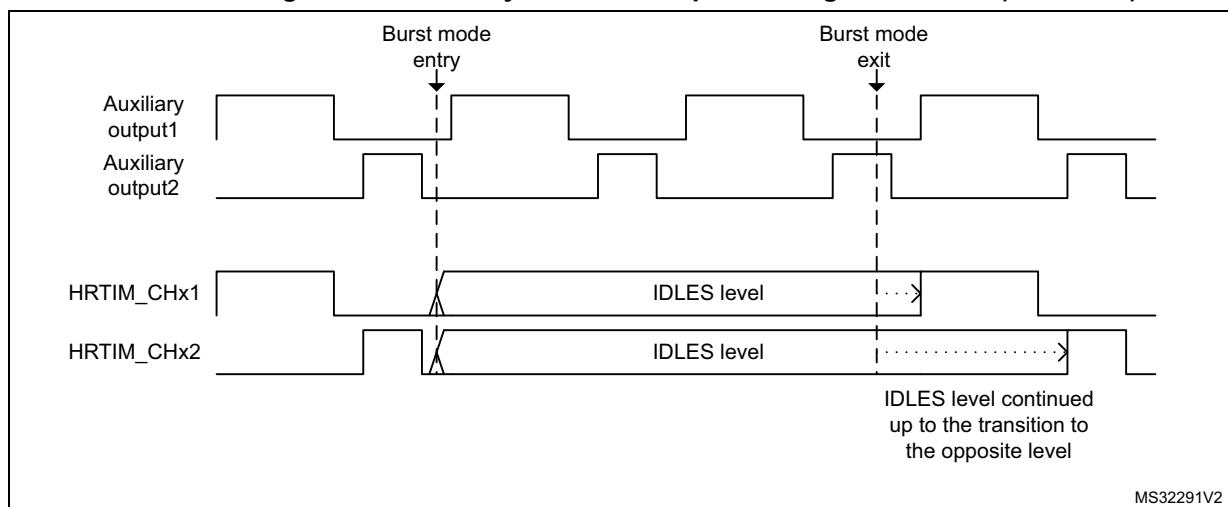 Burst mode
entry
Burst mode
exit
Auxiliary
output1
Auxiliary
output2
HRTIM_CHx1
IDLES level
HRTIM_CHx2
IDLES level
IDLES level continued
up to the transition to
the opposite level
MS32291V2